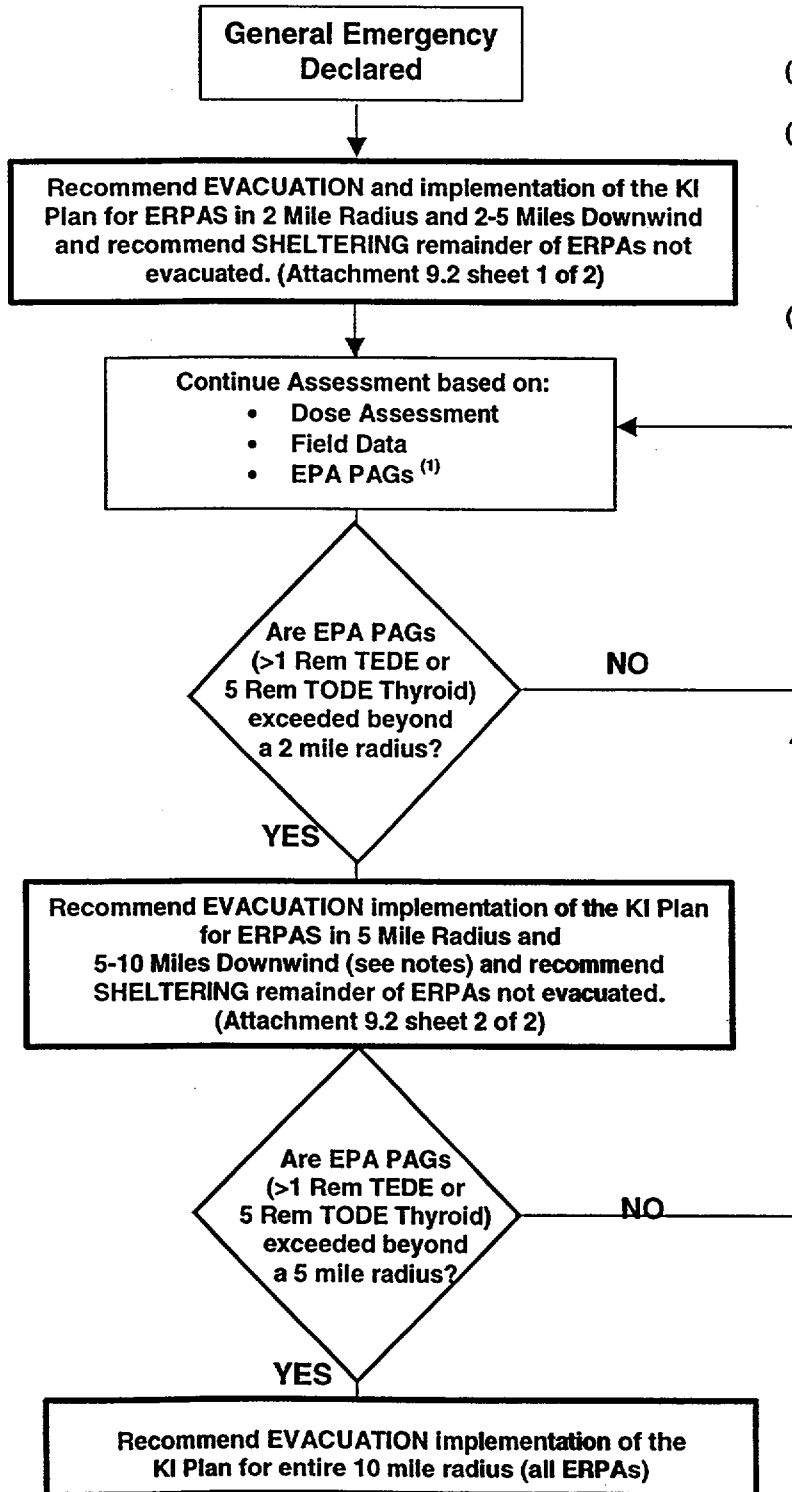 General Emergency
Declared
(
(
Recommend EVACUATION and implementation of the KI
Plan for ERPAS in 2 Mile Radius and 2-5 Miles Downwind
and recommend SHELTERING remainder of ERPAs not
evacuated. (Attachment 9.2 sheet 1 of 2)
(
Continue Assessment based on:
• Dose Assessment
• Field Data
• EPA PAGs (1)
Are EPA PAGs
(>1 Rem TEDE or
5 Rem TODE Thyroid)
exceeded beyond
a 2 mile radius?
NO
YES
Recommend EVACUATION implementation of the KI Plan
for ERPAS in 5 Mile Radius and
5-10 Miles Downwind (see notes) and recommend
SHELTERING remainder of ERPAs not evacuated.
(Attachment 9.2 sheet 2 of 2)
Are EPA PAGs
(>1 Rem TEDE or
5 Rem TODE Thyroid)
exceeded beyond
a 5 mile radius?
NO
YES
Recommend EVACUATION implementation of the
KI Plan for entire 10 mile radius (all ERPAs)